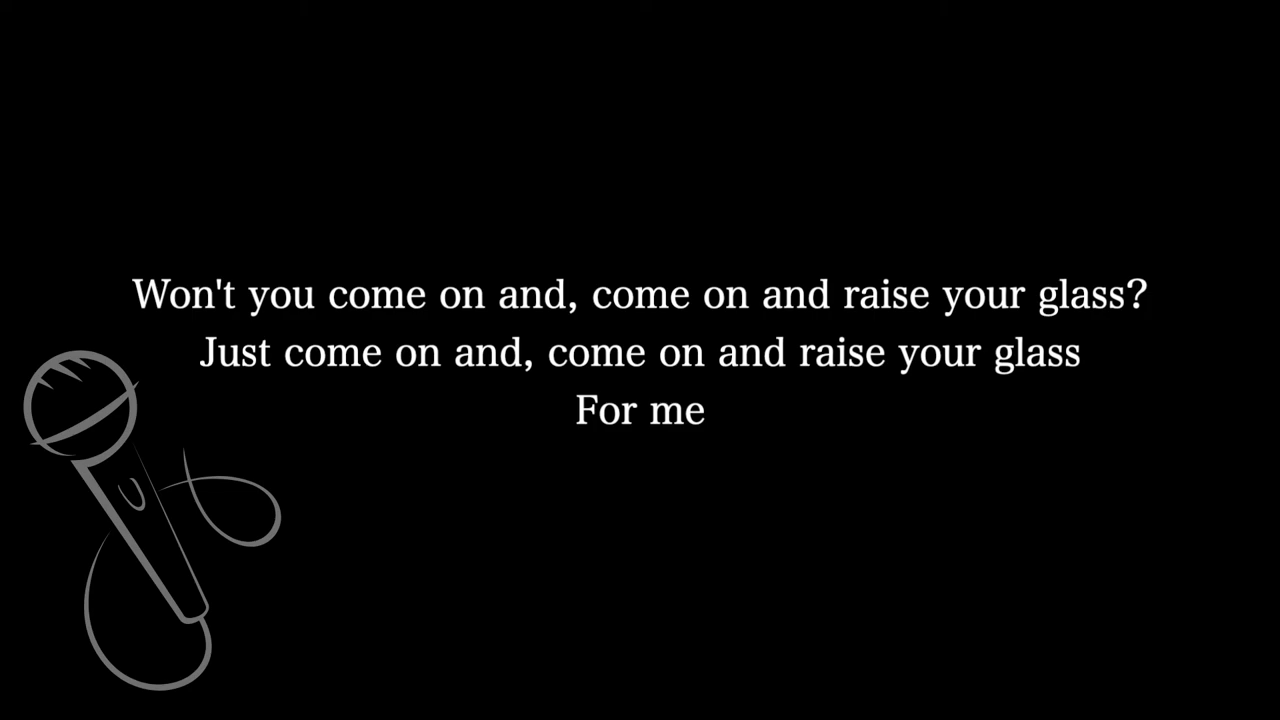 Won't you come on and, come on and raise your glass?
Just come on and, come on and raise your glass
For me